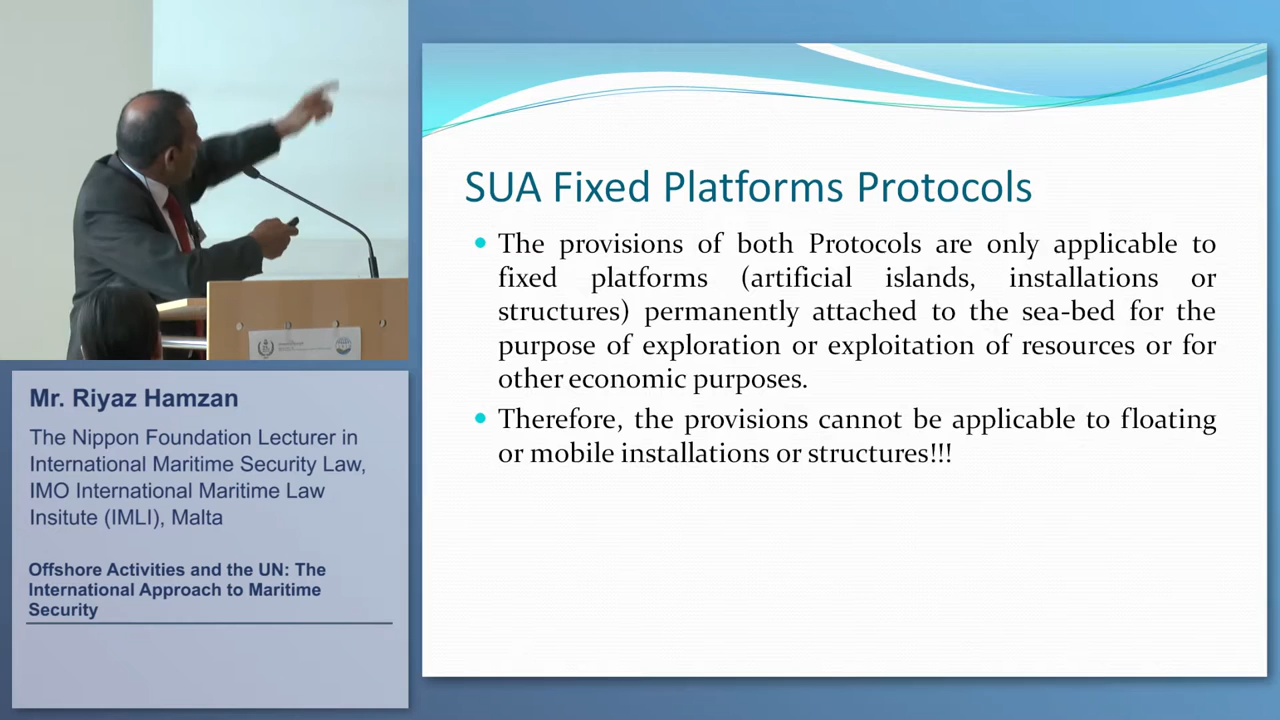 SUA Fixed Platforms Protocols
The provisions of both Protocols are only applicable to
fixed platforms (artificial islands, installations or
structures) permanently attached to the sea-bed for the
purpose of exploration or exploitation of resources or for
other economic purposes.
Therefore, the provisions cannot be applicable to floating
or mobile installations or structures!!!
Mr. Riyaz Hamzan
The Nippon Foundation Lecturer in
International Maritime Security Law,
IMO International Maritime Law
Insitute (IMLI), Malta
Offshore Activities and the UN: The
International Approach to Maritime
Security